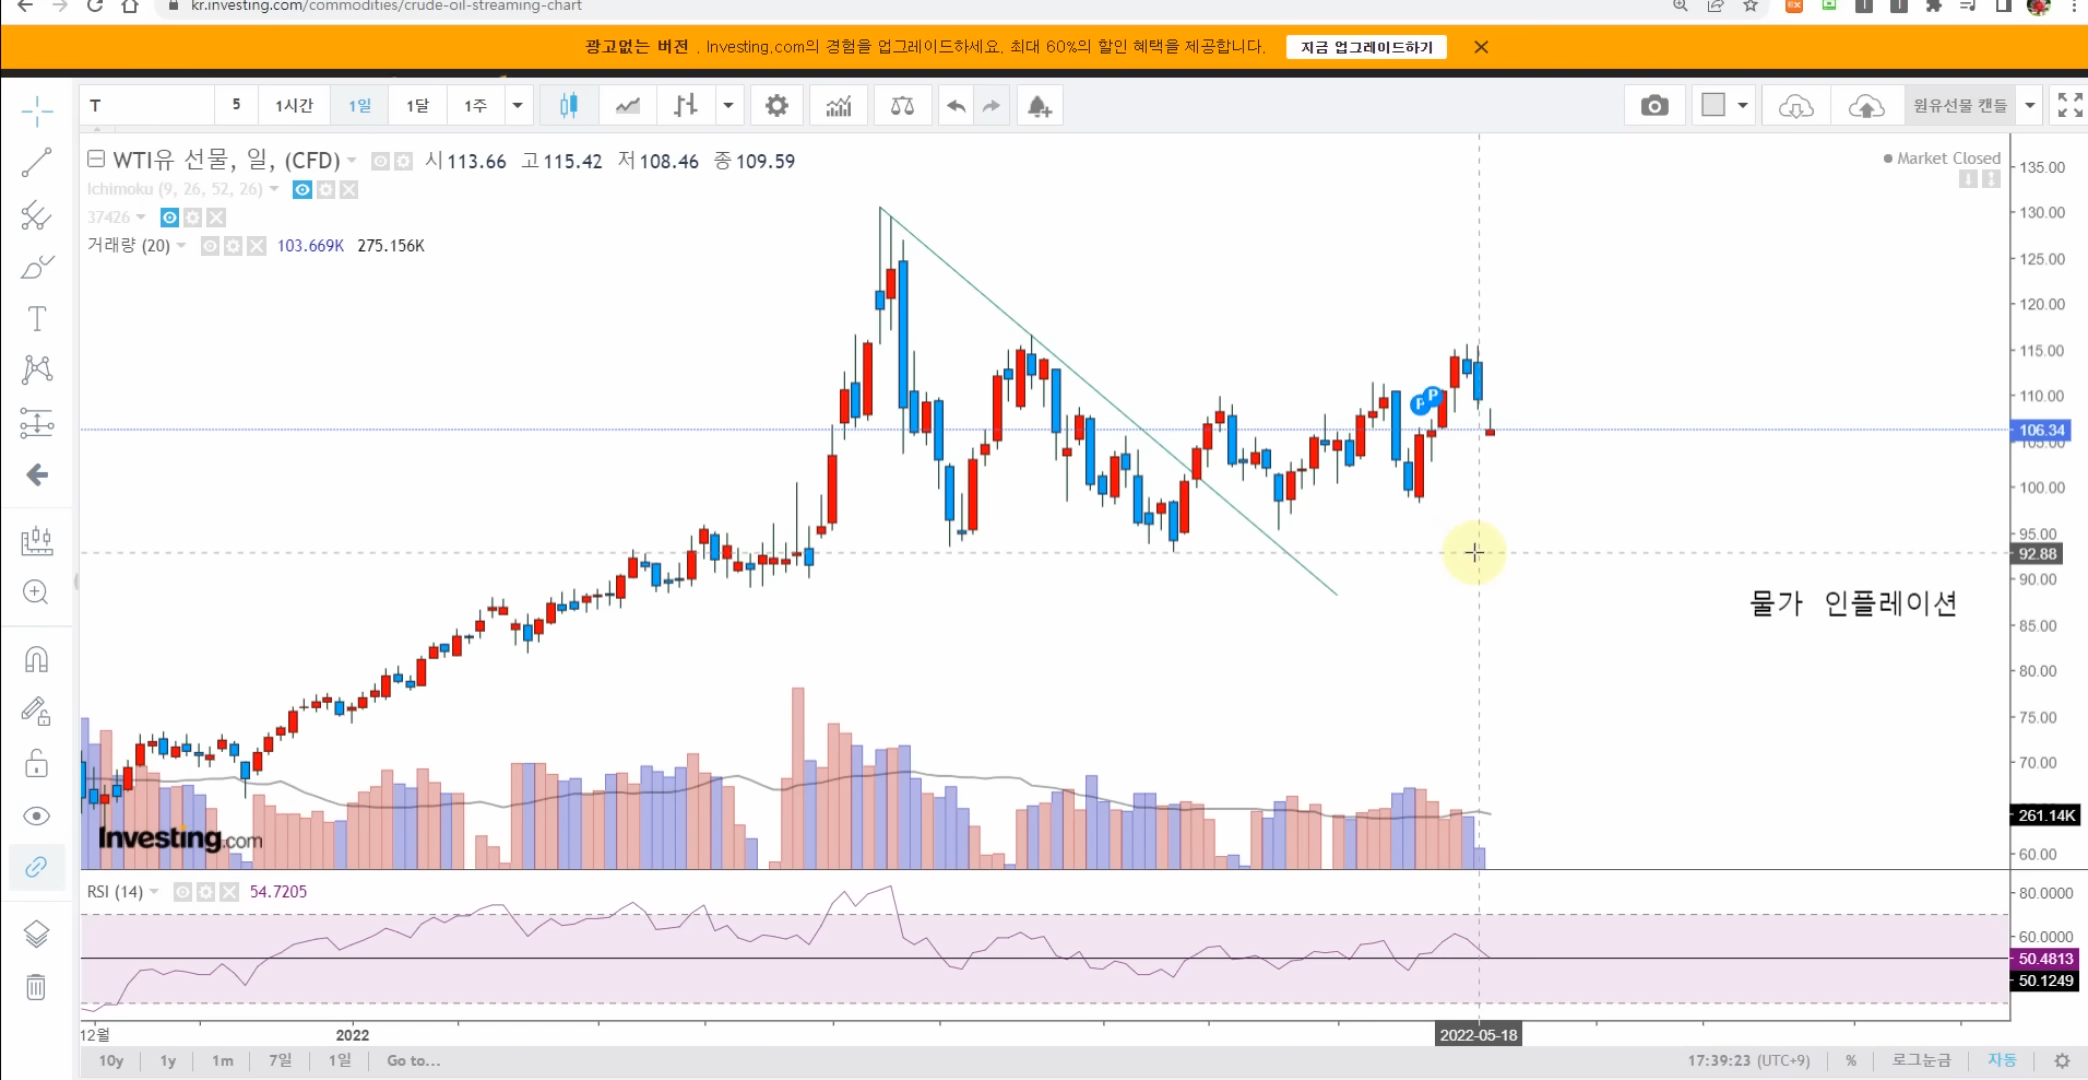 kr.investing.com/commodities/crude-oil-streaming-chart
광고없는 버전 . Investing.com의 경험을 업그레이드하세요. 최대 60%의 할인 혜택을 제공합니다. 지금 업그레이드하기
T 5 1시간 1일 1달 1주 원유선물 캔들
WTI유 선물, 일, (CFD) 시 113.66 고 115.42 저 108.46 종 109.59
Market Closed
Ichimoku (9, 26, 52, 26)
37426
거래량 (20) 103.669K 275.156K
P P
135.00
130.00
125.00
120.00
115.00
110.00
106.34
105.00
100.00
95.00
92.88
90.00
물가 인플레이션
85.00
80.00
75.00
70.00
261.14K
Investing.com
60.00
RSI (14) 54.7205
80.0000
60.0000
50.4813
50.1249
12월 2022 2022-05-18
10y 1y 1m 7일 1일 Go to... 17:39:23 (UTC+9) % 로그눈금 자동